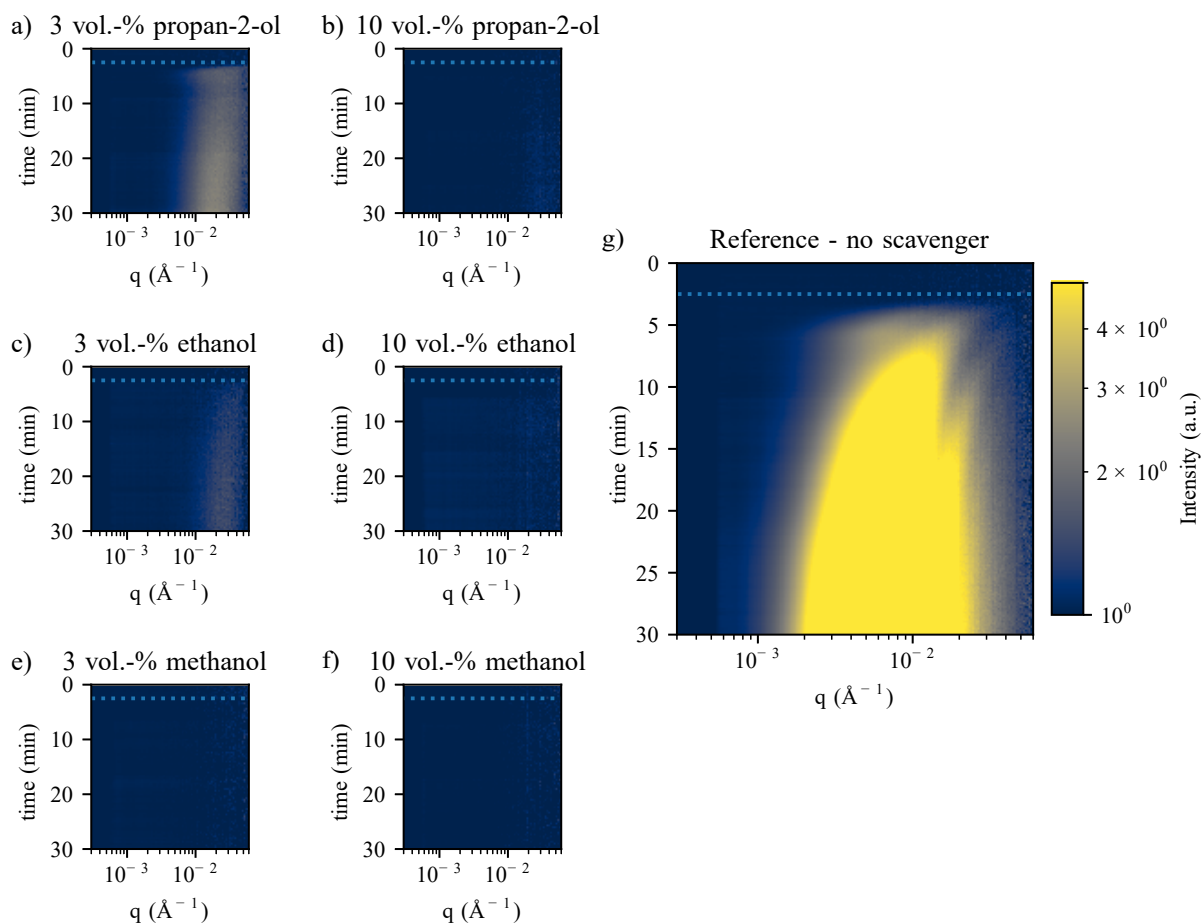 a) 3 vol.-% propan-2-ol
0
10
20
30
time (min)
10⁻³ 10⁻²
q (Å⁻¹)
b) 10 vol.-% propan-2-ol
0
10
20
30
time (min)
10⁻³ 10⁻²
q (Å⁻¹)
c) 3 vol.-% ethanol
0
10
20
30
time (min)
10⁻³ 10⁻²
q (Å⁻¹)
d) 10 vol.-% ethanol
0
10
20
30
time (min)
10⁻³ 10⁻²
q (Å⁻¹)
e) 3 vol.-% methanol
0
10
20
30
time (min)
10⁻³ 10⁻²
q (Å⁻¹)
f) 10 vol.-% methanol
0
10
20
30
time (min)
10⁻³ 10⁻²
q (Å⁻¹)
g) Reference - no scavenger
0
5
10
15
20
25
30
time (min)
10⁻³ 10⁻²
q (Å⁻¹)
4 × 10⁰
3 × 10⁰
2 × 10⁰
10⁰
Intensity (a.u.)